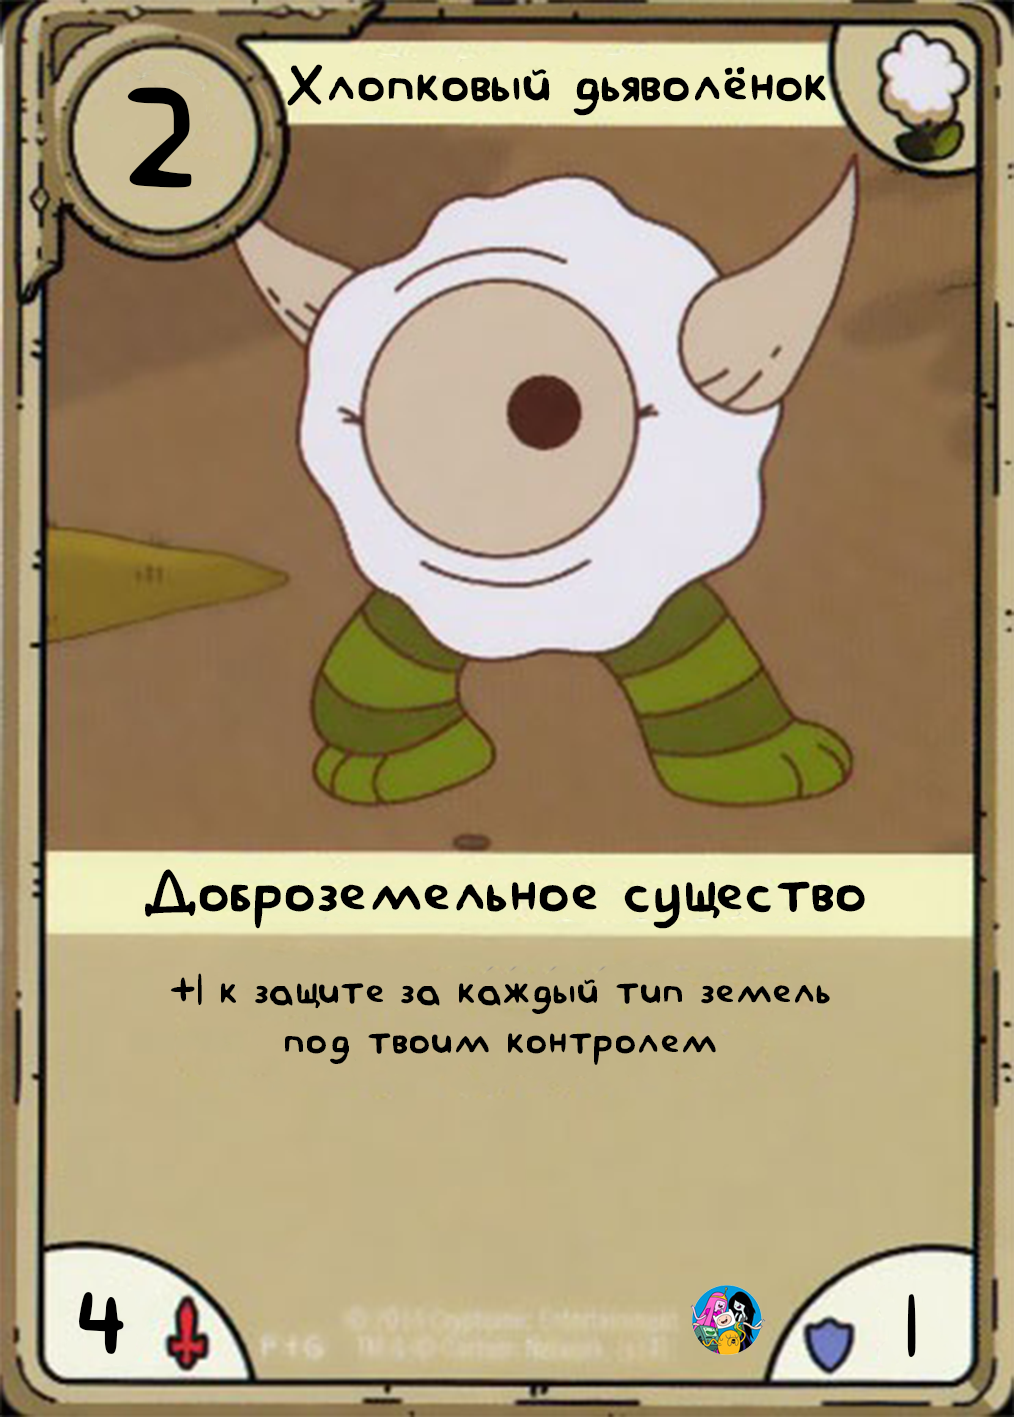 2
Хлопковый дьяволёнок
Доброземельное существо
+1 к защите за каждый тип земель
под твоим контролем
4
1